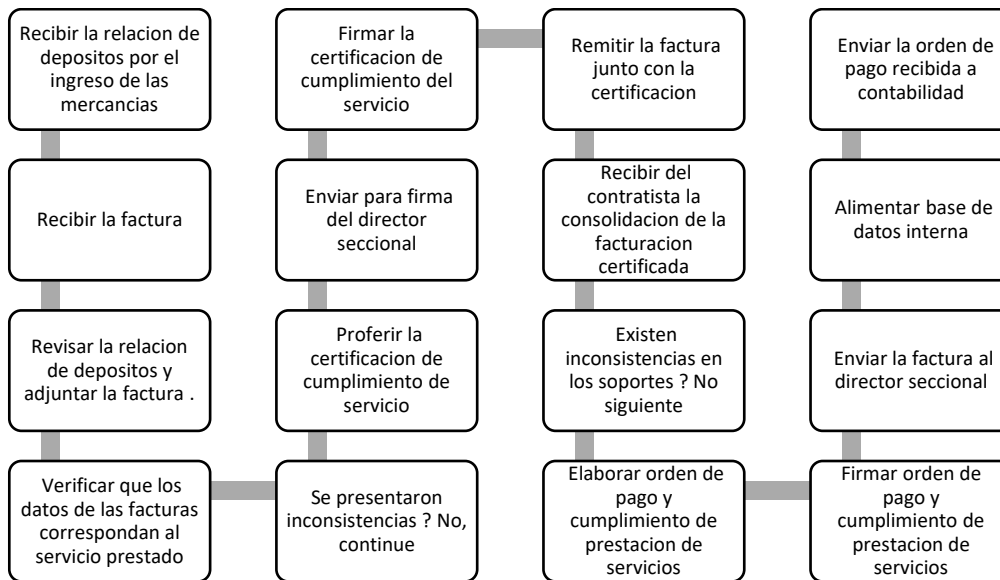 Recibir la relacion de
depositos por el
ingreso de las
mercancias
Recibir la factura
Revisar la relacion
de depositos y
adjuntar la factura .
Verificar que los
datos de las facturas
correspondan al
servicio prestado
Se presentaron
inconsistencias ? No,
continue
Proferir la
certificacion de
cumplimiento de
servicio
Enviar para firma
del director
seccional
Firmar la
certificacion de
cumplimiento del
servicio
Remitir la factura
junto con la
certificacion
Recibir del
contratista la
consolidacion de la
facturacion
certificada
Existen
inconsistencias en
los soportes ? No
siguiente
Elaborar orden de
pago y
cumplimiento de
prestacion de
servicios
Firmar orden de
pago y
cumplimiento de
prestacion de
servicios
Enviar la factura al
director seccional
Alimentar base de
datos interna
Enviar la orden de
pago recibida a
contabilidad